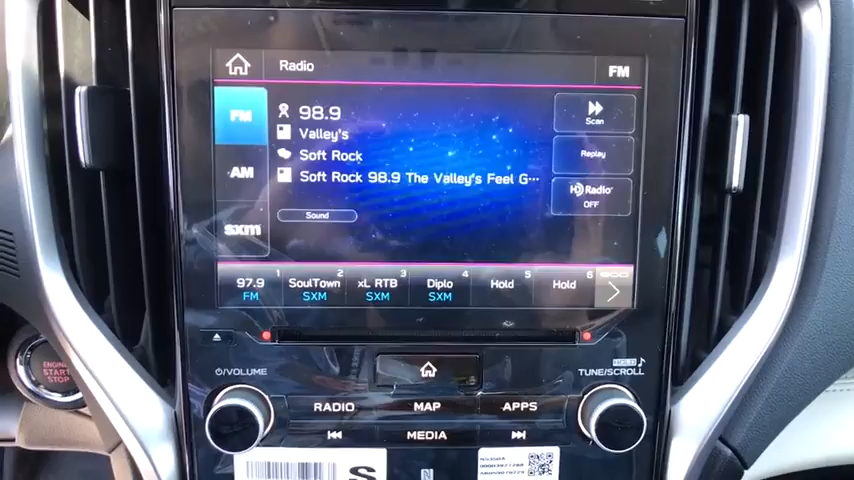 Radio
FM
FM
98.9
Scan
Valley's
Soft Rock
Replay
AM
Soft Rock 98.9 The Valley's Feel G...
HD Radio
OFF
Sound
sxm
1 2 3 4 5 6
97.9 SoulTown xL RTB Diplo Hold Hold
FM SXM SXM SXM
VOLUME
HOLD
TUNE/SCROLL
RADIO MAP APPS
MEDIA
ENGINE
START
STOP
S